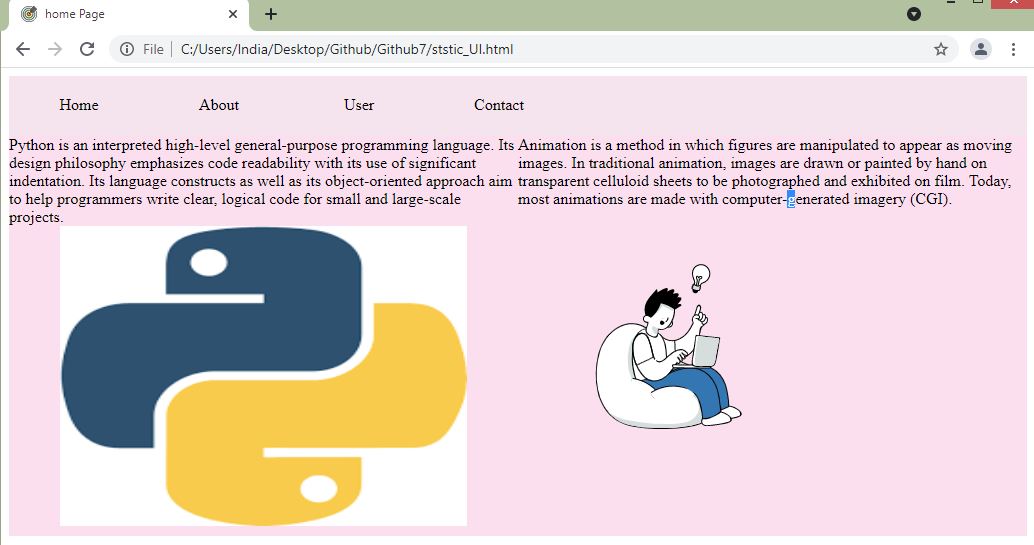 home Page
File C:/Users/India/Desktop/Github/Github7/ststic_UI.html
Home About User Contact
Python is an interpreted high-level general-purpose programming language. Its
design philosophy emphasizes code readability with its use of significant
indentation. Its language constructs as well as its object-oriented approach aim
to help programmers write clear, logical code for small and large-scale
projects.
Animation is a method in which figures are manipulated to appear as moving
images. In traditional animation, images are drawn or painted by hand on
transparent celluloid sheets to be photographed and exhibited on film. Today,
most animations are made with computer-generated imagery (CGI).